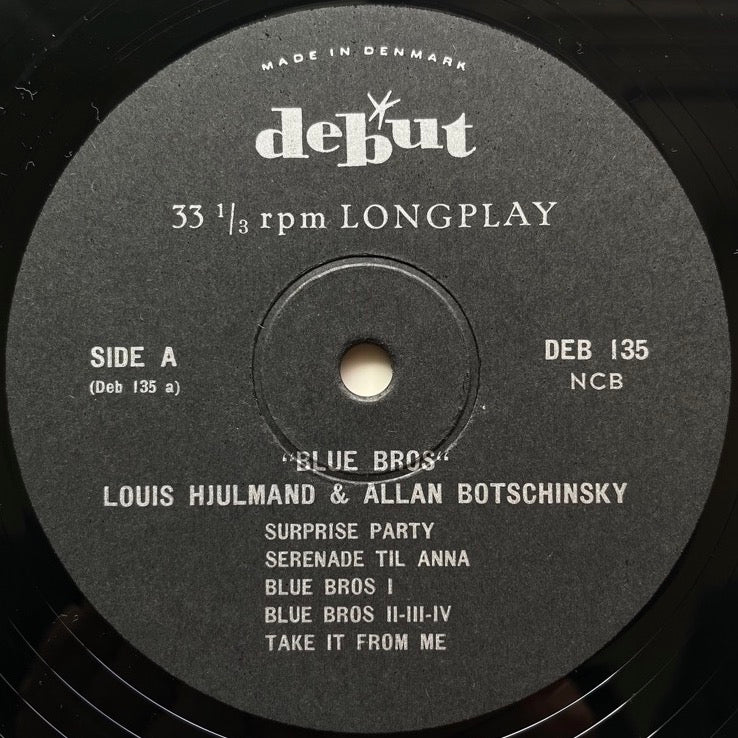 MADE IN DENMARK
debut
33 1/3 rpm LONGPLAY
SIDE A
(Deb 135 a)
DEB 135
NCB
"BLUE BROS“
LOUIS HJULMAND & ALLAN BOTSCHINSKY
SURPRISE PARTY
SERENADE TIL ANNA
BLUE BROS I
BLUE BROS II-III-IV
TAKE IT FROM ME